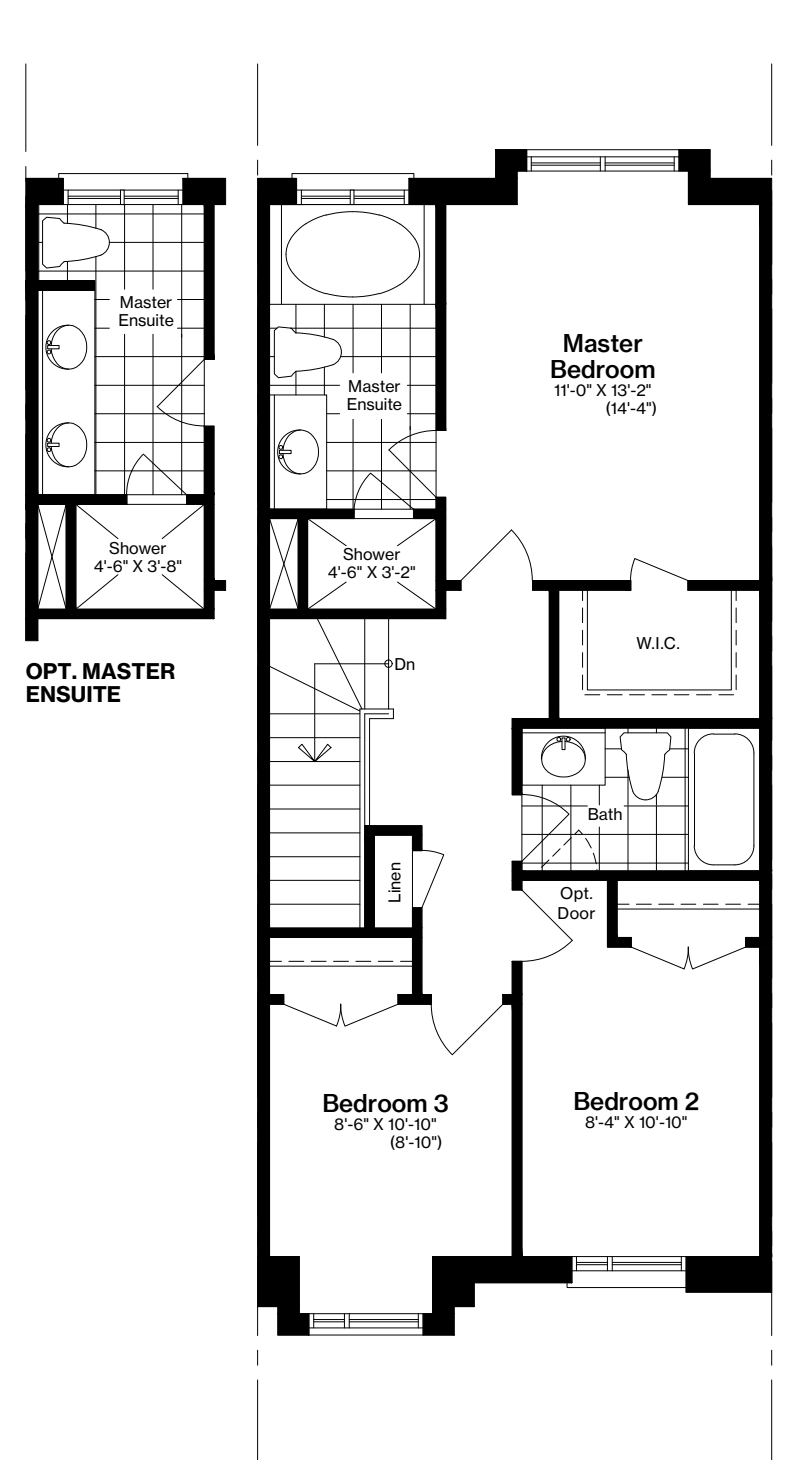 Master
Ensuite
Shower
4'-6" X 3'-8"
OPT. MASTER
ENSUITE
Master
Ensuite
Shower
4'-6" X 3'-2"
Master
Bedroom
11'-0" X 13'-2"
(14'-4")
W.I.C.
Dn
Bath
Linen
Opt.
Door
Bedroom 3
8'-6" X 10'-10"
(8'-10")
Bedroom 2
8'-4" X 10'-10"